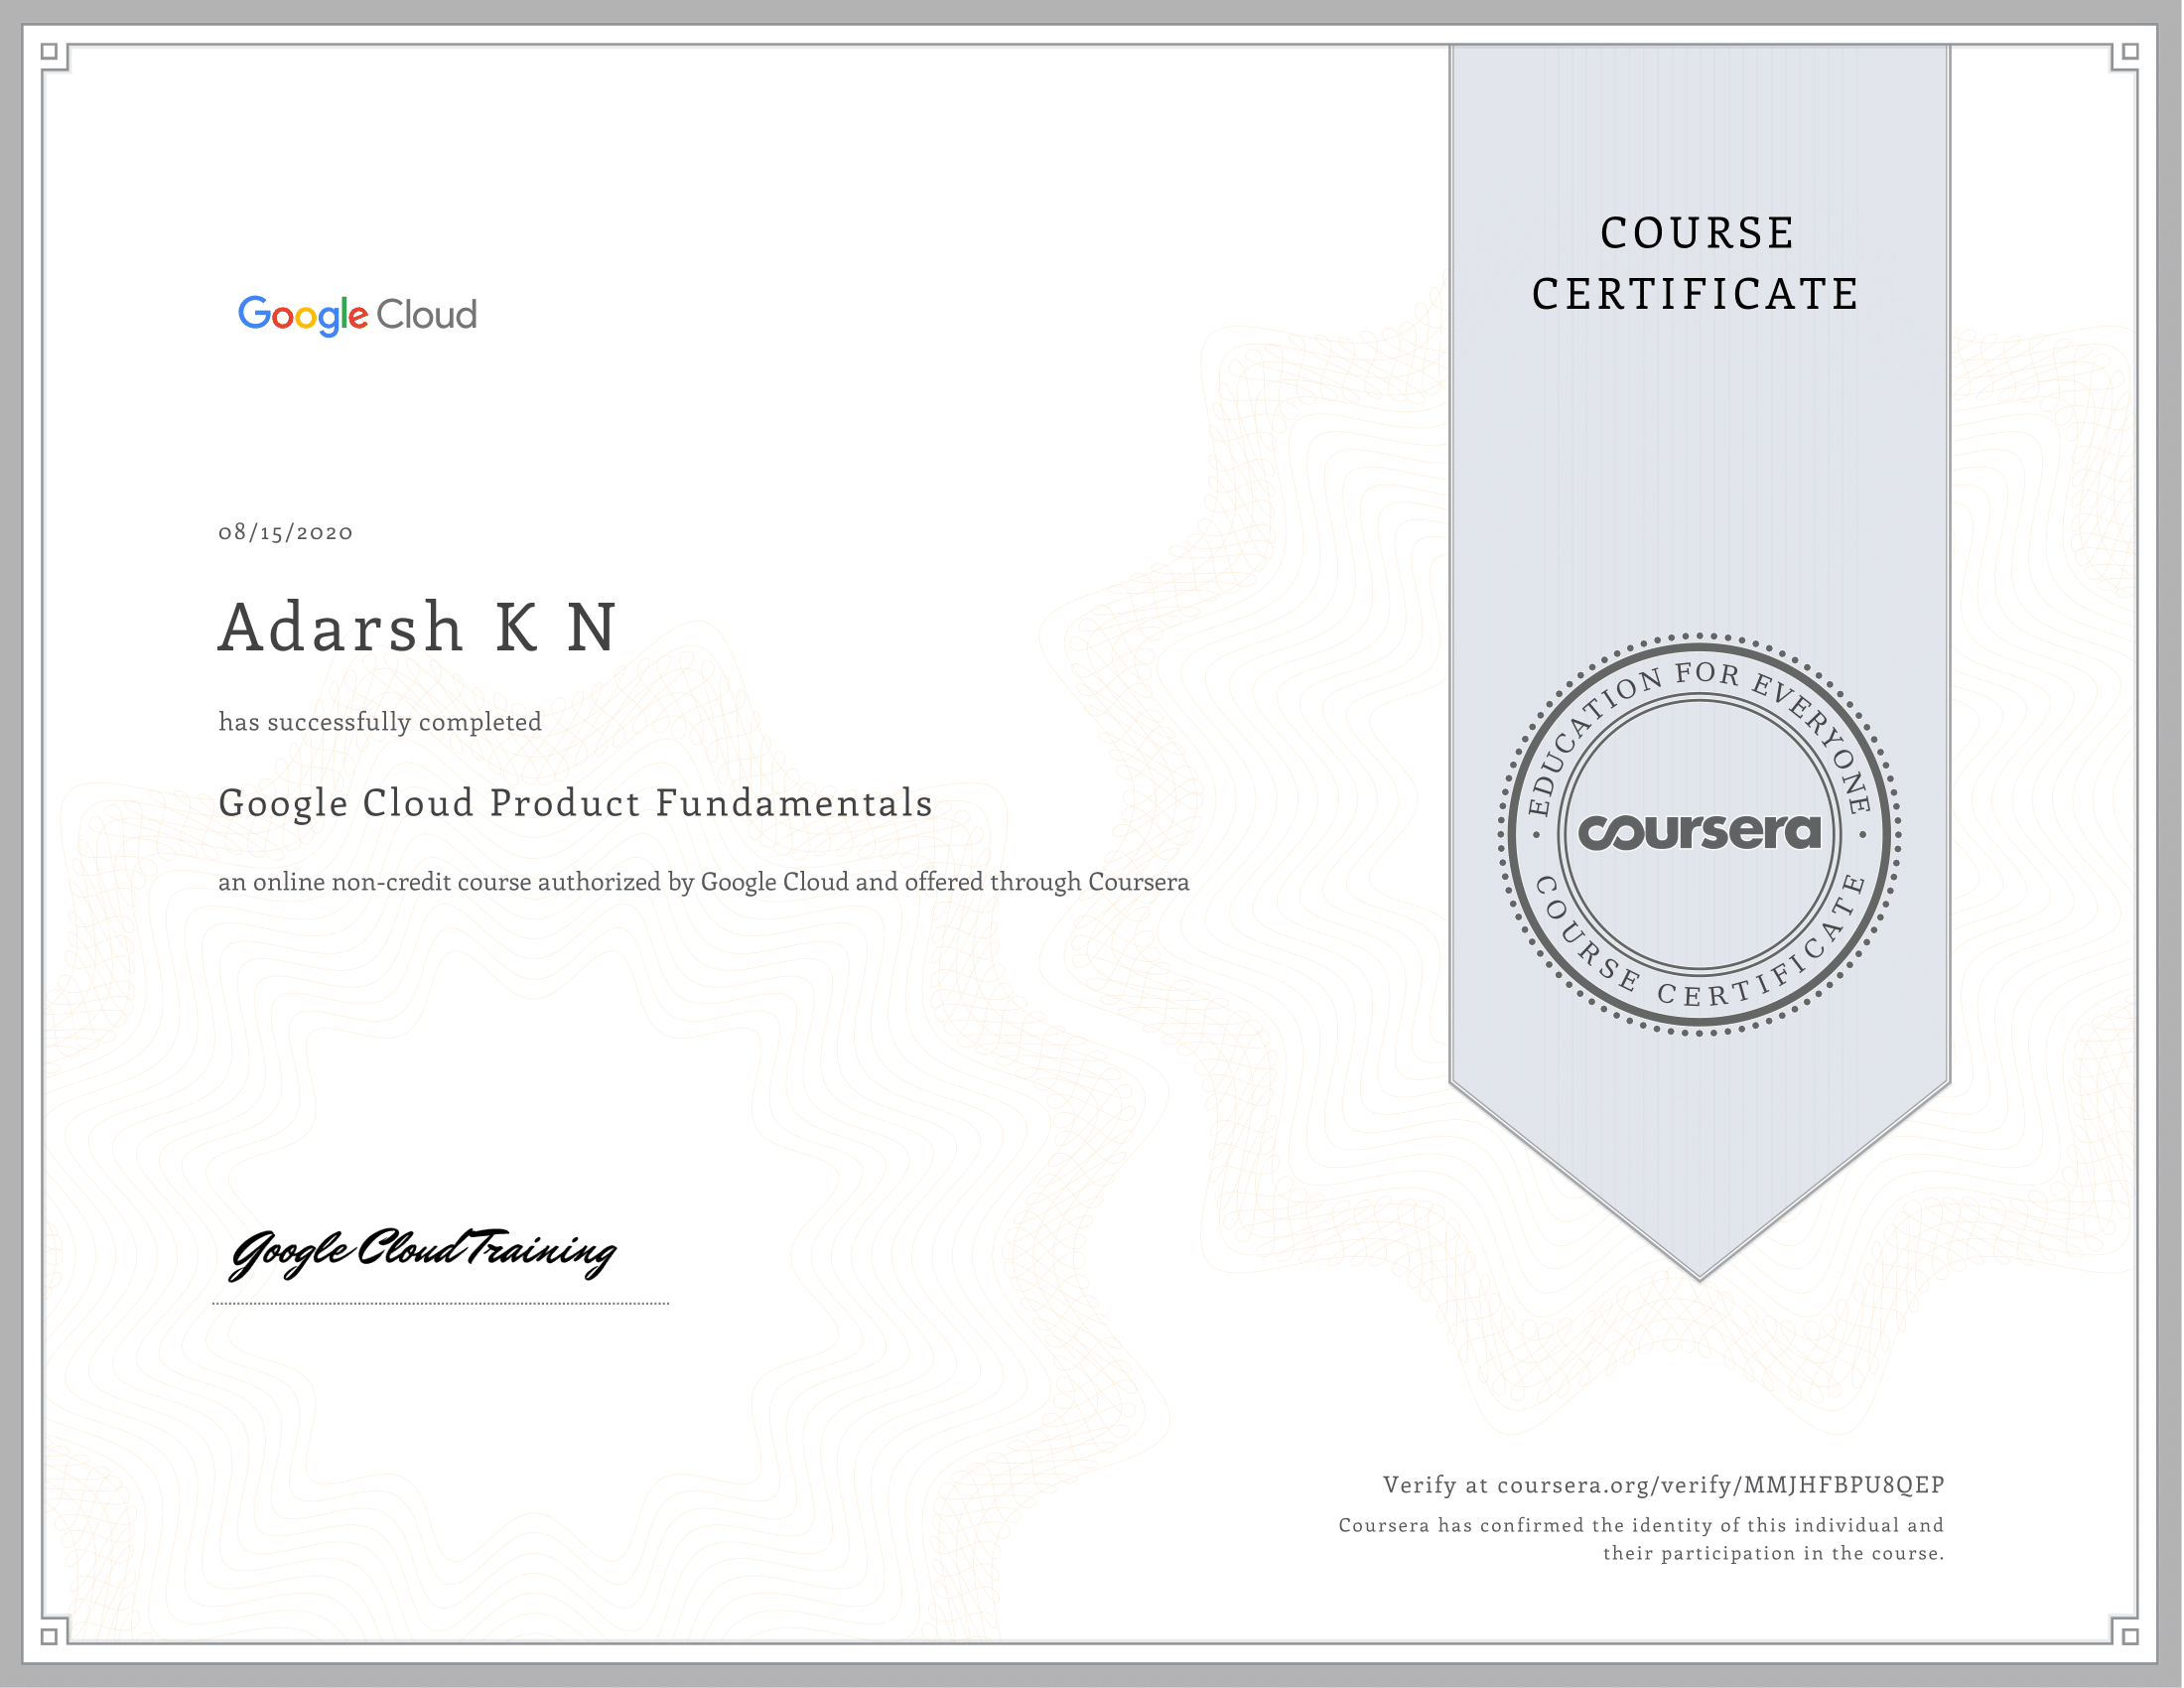 Google Cloud
08/15/2020
Adarsh K N
has successfully completed
Google Cloud Product Fundamentals
an online non-credit course authorized by Google Cloud and offered through Coursera
Google Cloud Training
COURSE
CERTIFICATE
EDUCATION FOR EVERYONE
coursera
COURSE CERTIFICATE
Verify at coursera.org/verify/MMJHFBPU8QEP
Coursera has confirmed the identity of this individual and
their participation in the course.